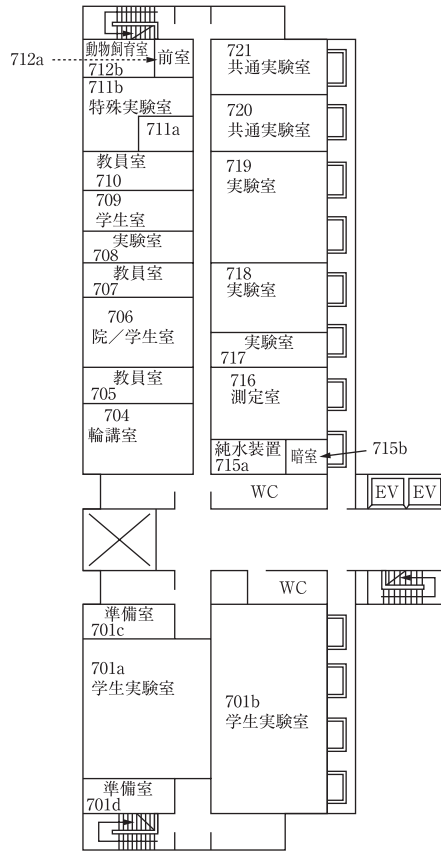 動物飼育室
712b
前室
712a
711b
特殊実験室
711a
教員室
710
709
学生室
実験室
708
教員室
707
706
院／学生室
教員室
705
704
輪講室
721
共通実験室
720
共通実験室
719
実験室
718
実験室
実験室
717
716
測定室
純水装置
715a
暗室
715b
WC
EV
EV
WC
準備室
701c
701a
学生実験室
701b
学生実験室
準備室
701d